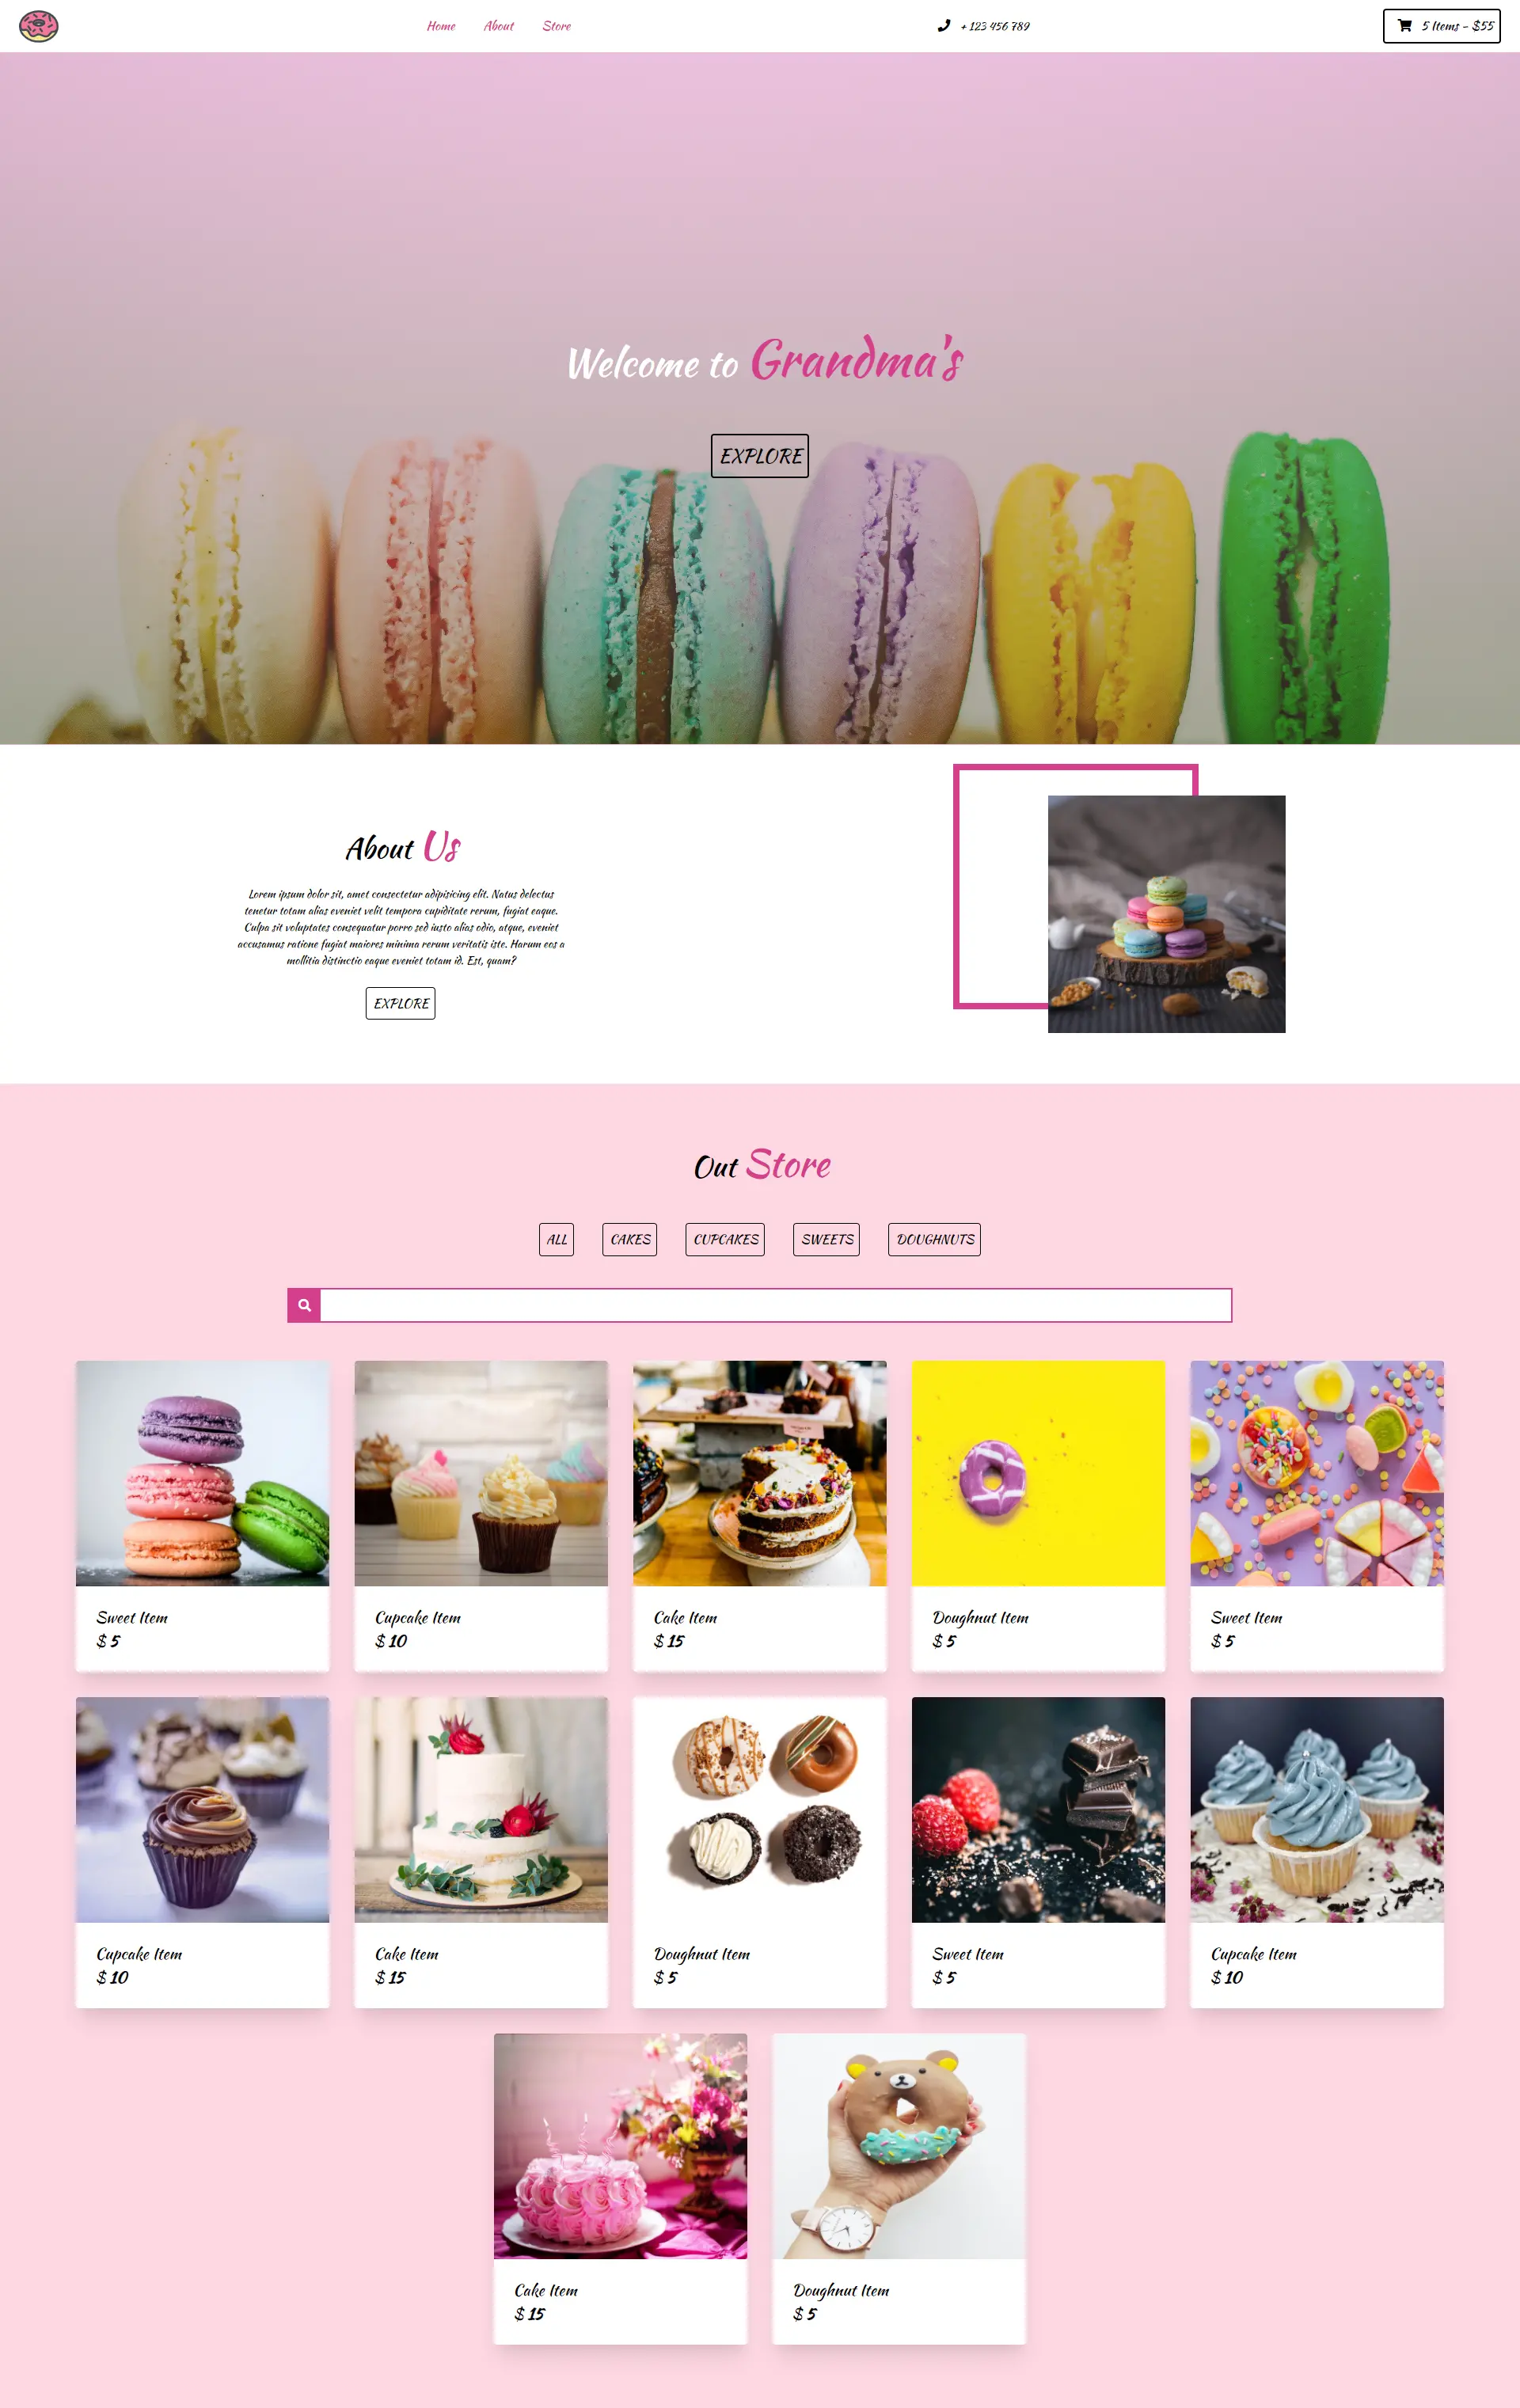 Home About Store + 123 456 789 5 Items - $55
Welcome to Grandma's
EXPLORE
About Us
Lorem ipsum dolor sit, amet consectetur adipisicing elit. Natus delectus
tenetur totam alias eveniet velit tempora cupiditate rerum, fugiat eaque.
Culpa sit voluptates consequatur porro sed iusto alias odio, atque, eveniet
accusamus ratione fugiat maiores minima rerum veritatis iste. Harum eos a
mollitia distinctio eaque eveniet totam id. Est, quam?
EXPLORE
Out Store
ALL CAKES CUPCAKES SWEETS DOUGHNUTS
Sweet Item
$ 5
Cupcake Item
$ 10
Cake Item
$ 15
Doughnut Item
$ 5
Sweet Item
$ 5
Cupcake Item
$ 10
Cake Item
$ 15
Doughnut Item
$ 5
Sweet Item
$ 5
Cupcake Item
$ 10
Cake Item
$ 15
Doughnut Item
$ 5